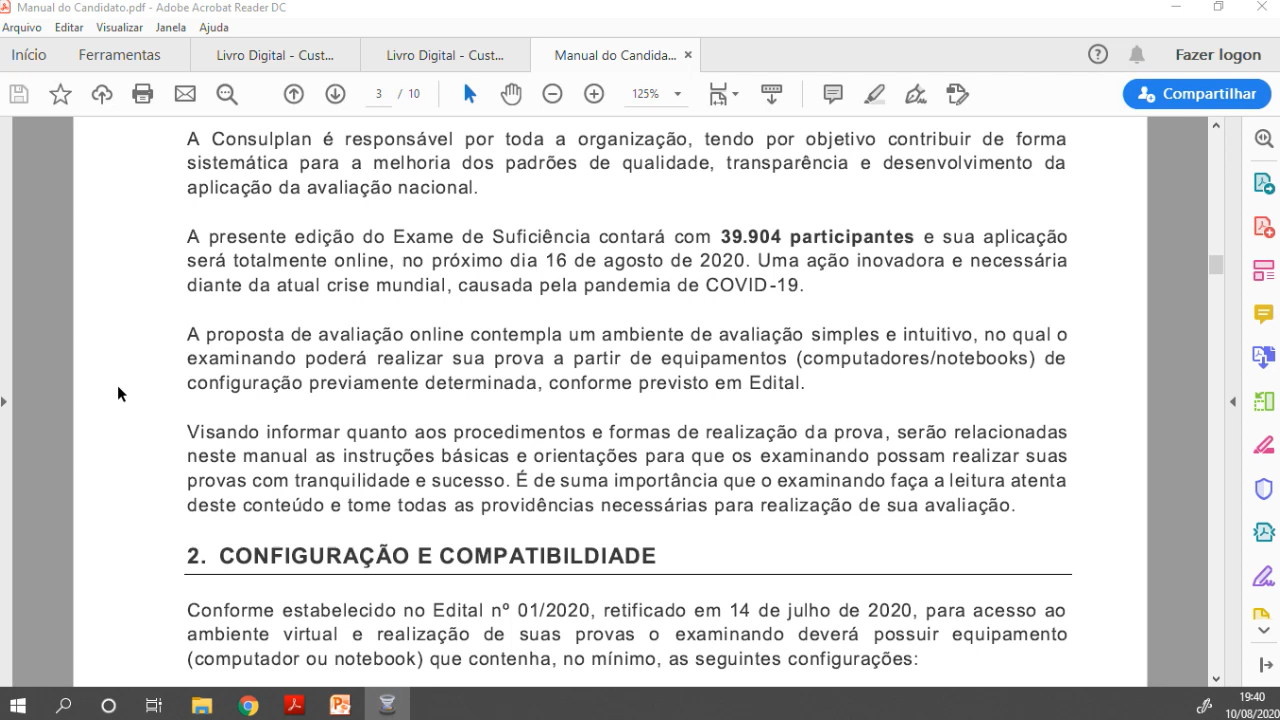 Manual do Candidato.pdf - Adobe Acrobat Reader DC
Arquivo Editar Visualizar Janela Ajuda
Início Ferramentas Livro Digital - Cust... Livro Digital - Cust... Manual do Candida... × Fazer logon
3 / 10 125% Compartilhar
A Consulplan é responsável por toda a organização, tendo por objetivo contribuir de forma
sistemática para a melhoria dos padrões de qualidade, transparência e desenvolvimento da
aplicação da avaliação nacional.
A presente edição do Exame de Suficiência contará com 39.904 participantes e sua aplicação
será totalmente online, no próximo dia 16 de agosto de 2020. Uma ação inovadora e necessária
diante da atual crise mundial, causada pela pandemia de COVID-19.
A proposta de avaliação online contempla um ambiente de avaliação simples e intuitivo, no qual o
examinando poderá realizar sua prova a partir de equipamentos (computadores/notebooks) de
configuração previamente determinada, conforme previsto em Edital.
Visando informar quanto aos procedimentos e formas de realização da prova, serão relacionadas
neste manual as instruções básicas e orientações para que os examinando possam realizar suas
provas com tranquilidade e sucesso. É de suma importância que o examinando faça a leitura atenta
deste conteúdo e tome todas as providências necessárias para realização de sua avaliação.
2. CONFIGURAÇÃO E COMPATIBILDIADE
Conforme estabelecido no Edital nº 01/2020, retificado em 14 de julho de 2020, para acesso ao
ambiente virtual e realização de suas provas o examinando deverá possuir equipamento
(computador ou notebook) que contenha, no mínimo, as seguintes configurações:
19:40
10/08/2020